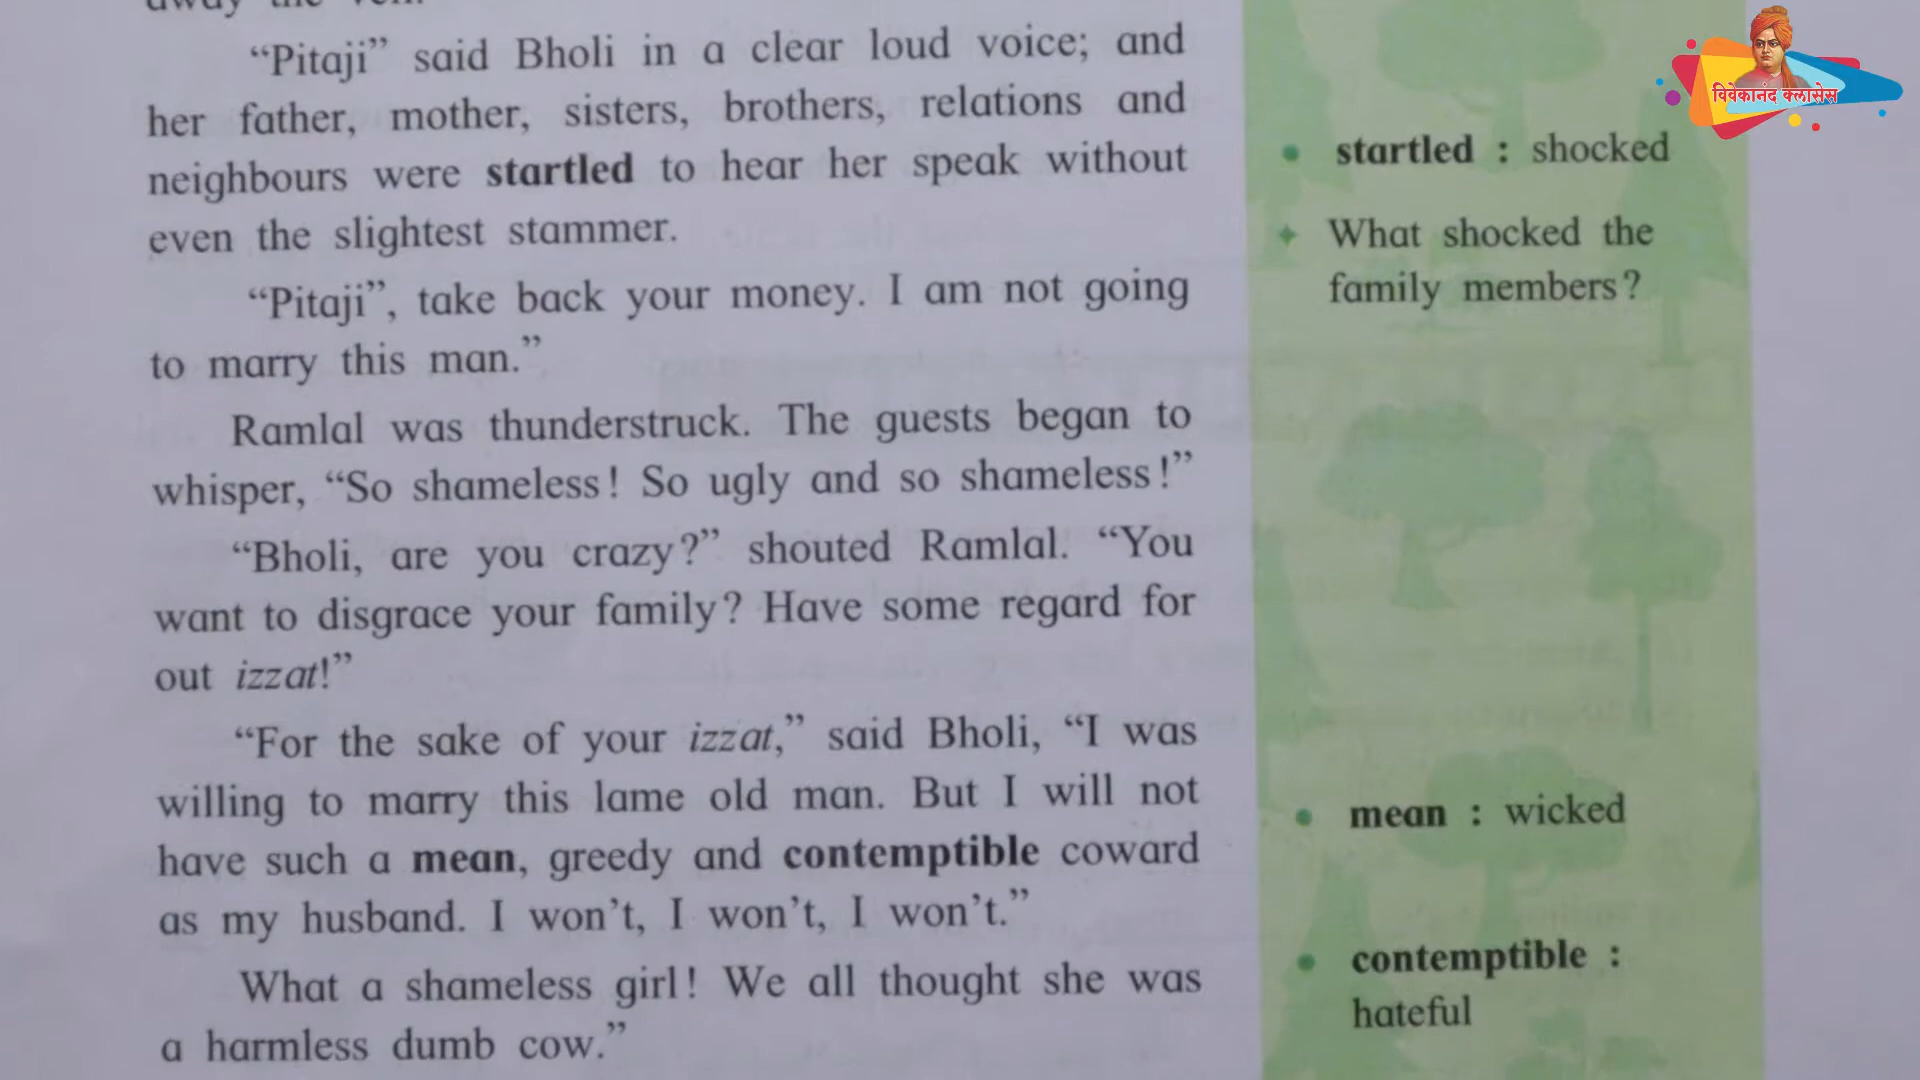 away the veil.
“Pitaji” said Bholi in a clear loud voice; and
her father, mother, sisters, brothers, relations and
neighbours were startled to hear her speak without
even the slightest stammer.
“Pitaji”, take back your money. I am not going
to marry this man.”
Ramlal was thunderstruck. The guests began to
whisper, “So shameless! So ugly and so shameless!”
“Bholi, are you crazy?” shouted Ramlal. “You
want to disgrace your family? Have some regard for
out izzat!”
“For the sake of your izzat,” said Bholi, “I was
willing to marry this lame old man. But I will not
have such a mean, greedy and contemptible coward
as my husband. I won’t, I won’t, I won’t.”
What a shameless girl! We all thought she was
a harmless dumb cow.”
विवेकानंद क्लासेस
• startled : shocked
✦ What shocked the
family members?
• mean : wicked
• contemptible :
hateful